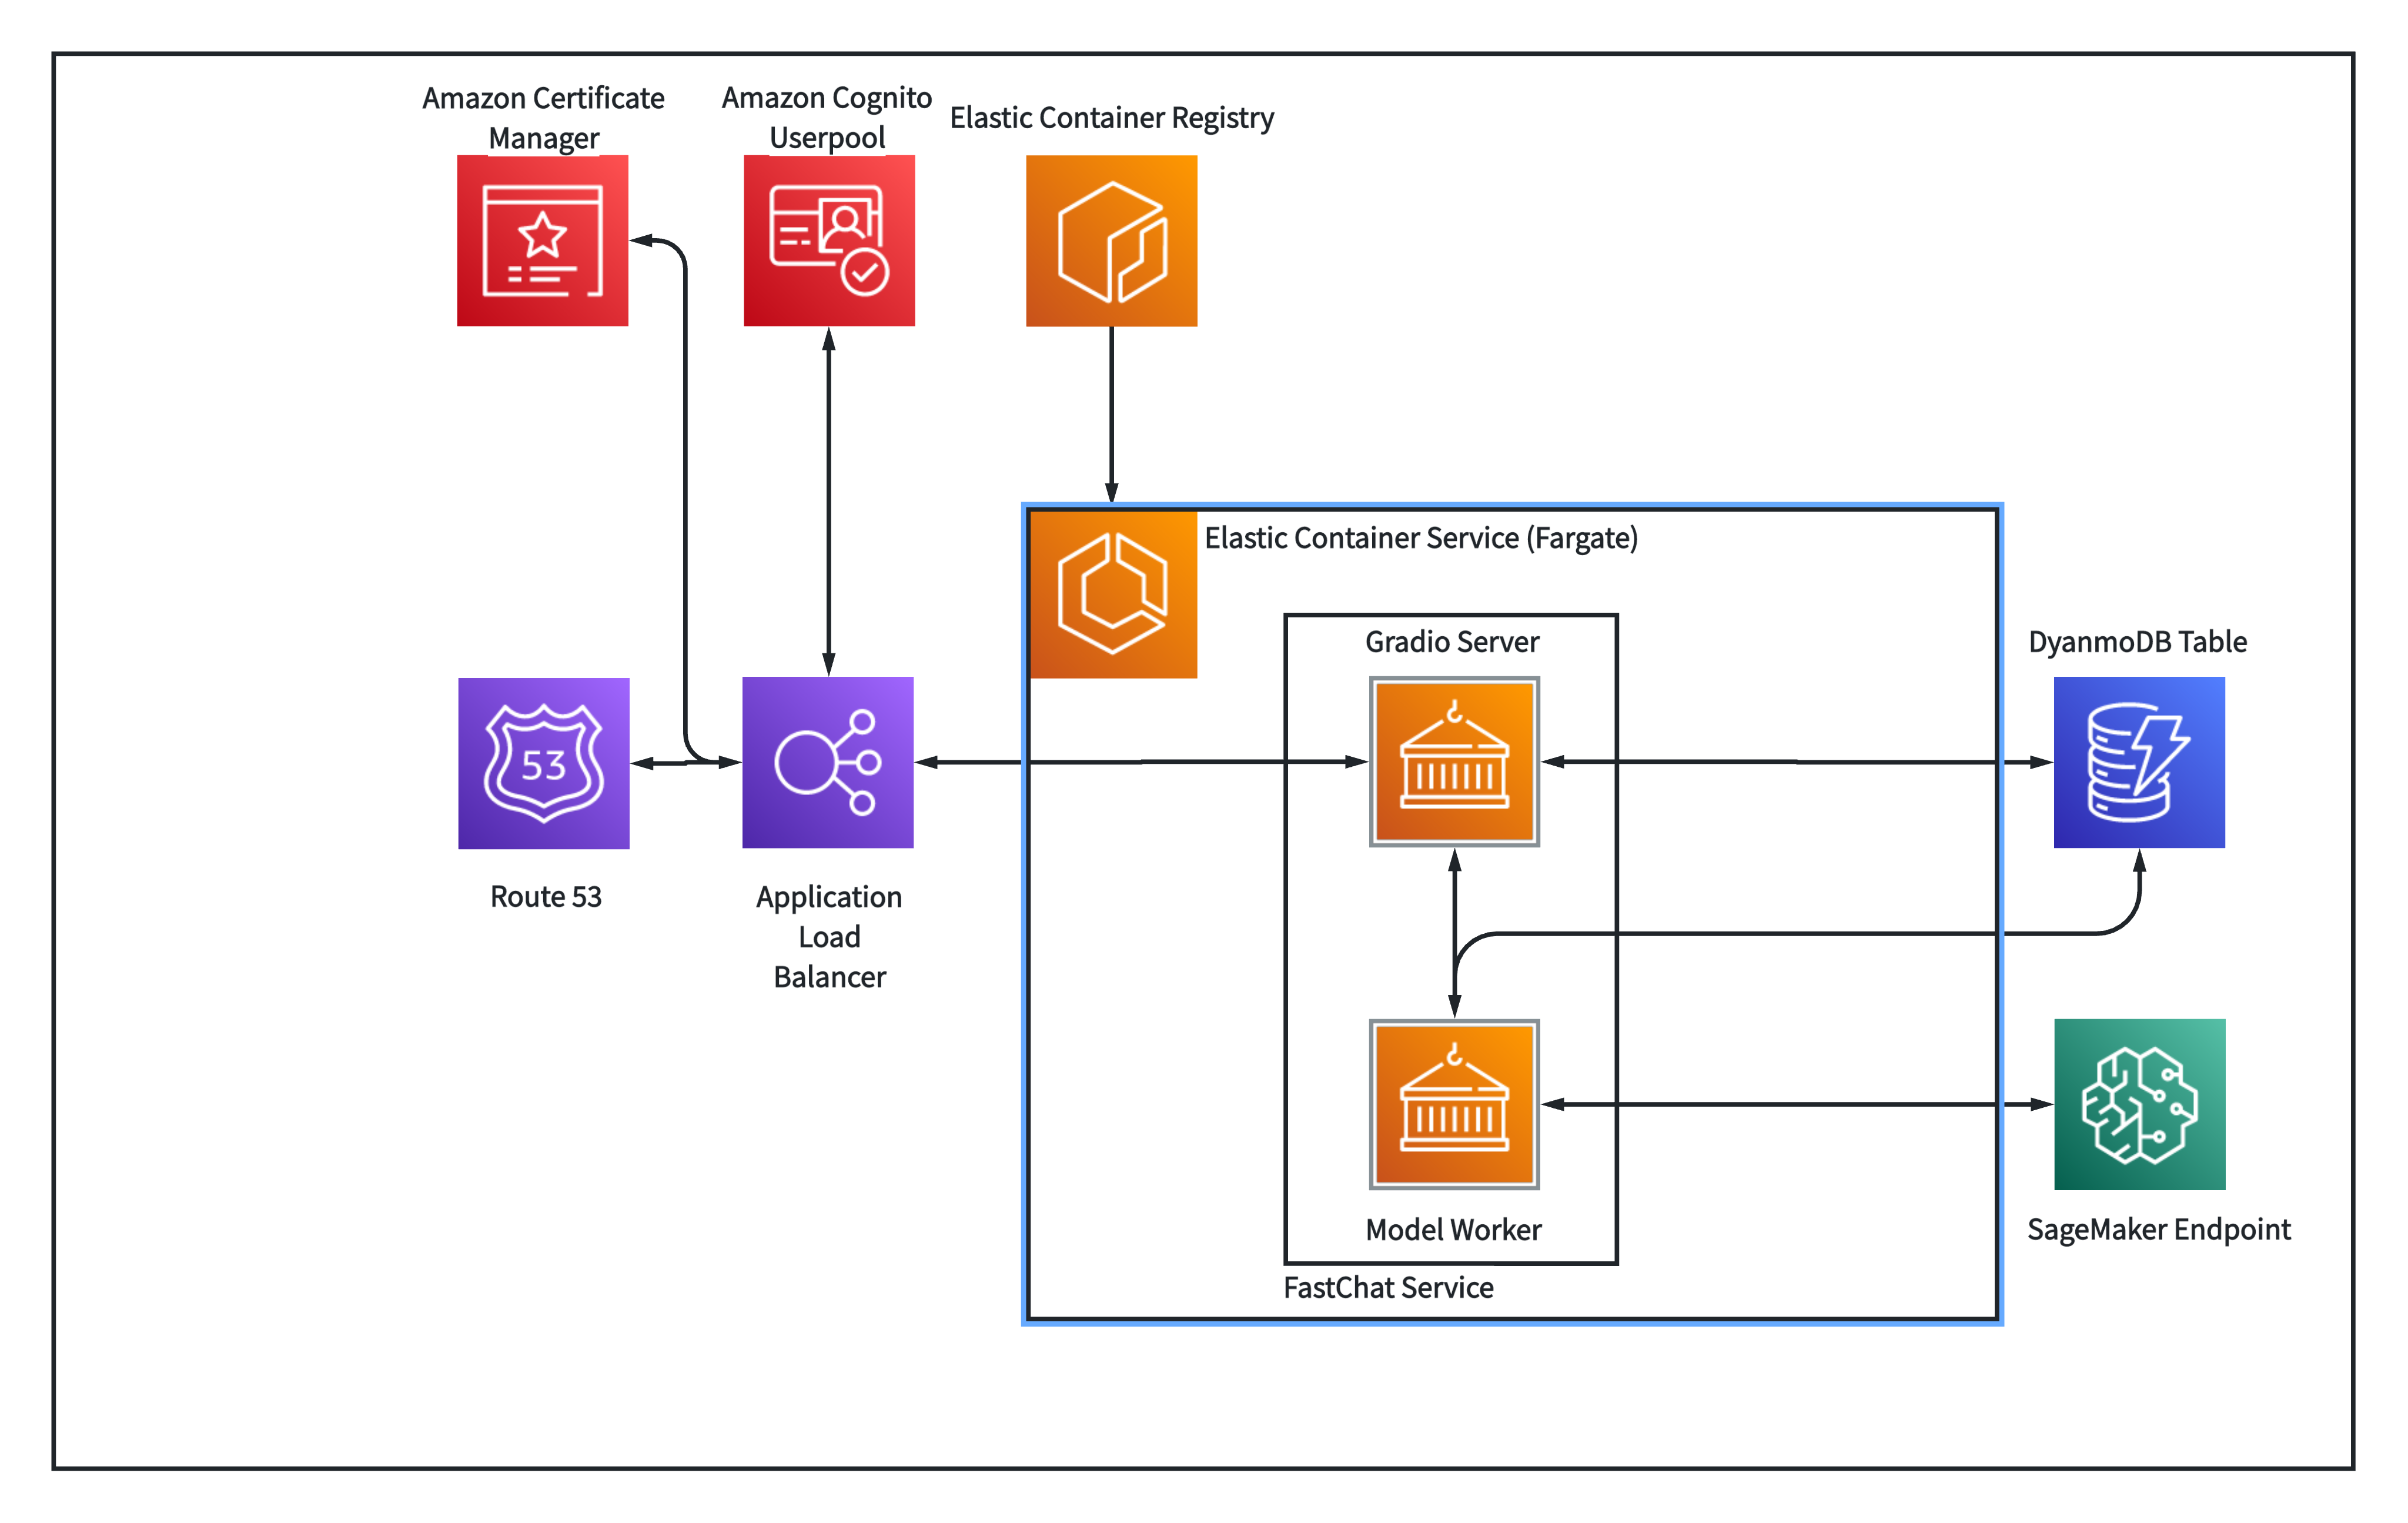 Amazon Certificate
Manager
Amazon Cognito
Userpool
Elastic Container Registry
Elastic Container Service (Fargate)
Gradio Server
DyanmoDB Table
53
Route 53
Application
Load
Balancer
Model Worker
SageMaker Endpoint
FastChat Service